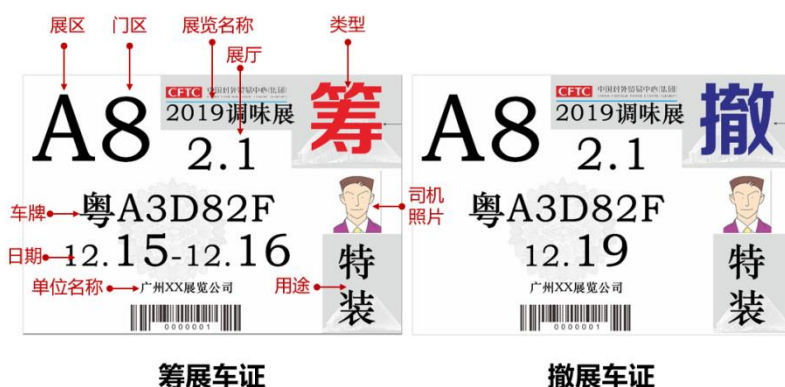 展区 门区 展览名称 类型
展厅
A8
CFTC 中国对外贸易中心(集团)
2019调味展
筹
2.1
车牌 粤A3D82F
司机
照片
日期 12.15-12.16
单位名称 广州XX展览公司
用途
特
装
0000001
筹展车证
A8
CFTC 中国对外贸易中心(集团)
2019调味展
撤
2.1
粤A3D82F
12.19
广州XX展览公司
特
装
0000001
撤展车证